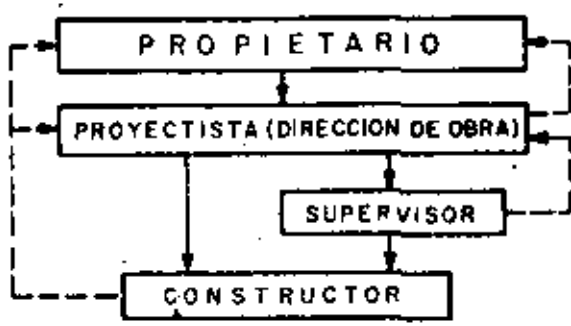 PROPIETARIO
PROYECTISTA (DIRECCION DE OBRA)
SUPERVISOR
CONSTRUCTOR